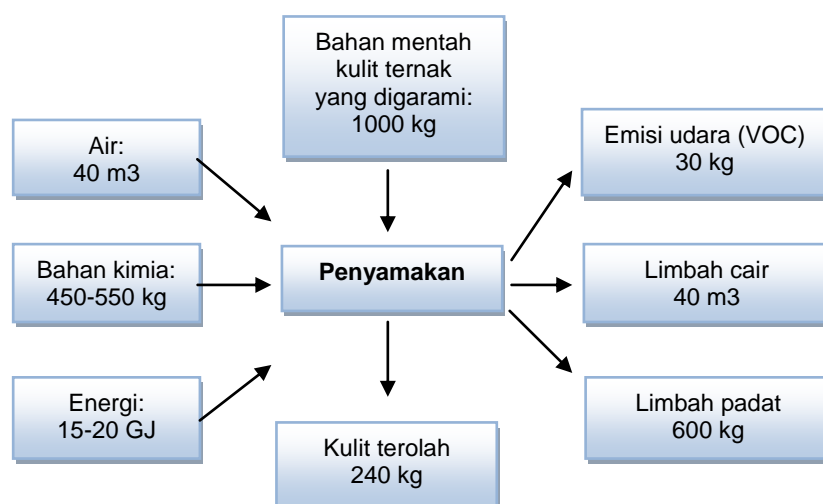 Bahan mentah
kulit ternak
yang digarami:
1000 kg
Air:
40 m3
Emisi udara (VOC)
30 kg
Bahan kimia:
450-550 kg
Penyamakan
Limbah cair
40 m3
Energi:
15-20 GJ
Kulit terolah
240 kg
Limbah padat
600 kg